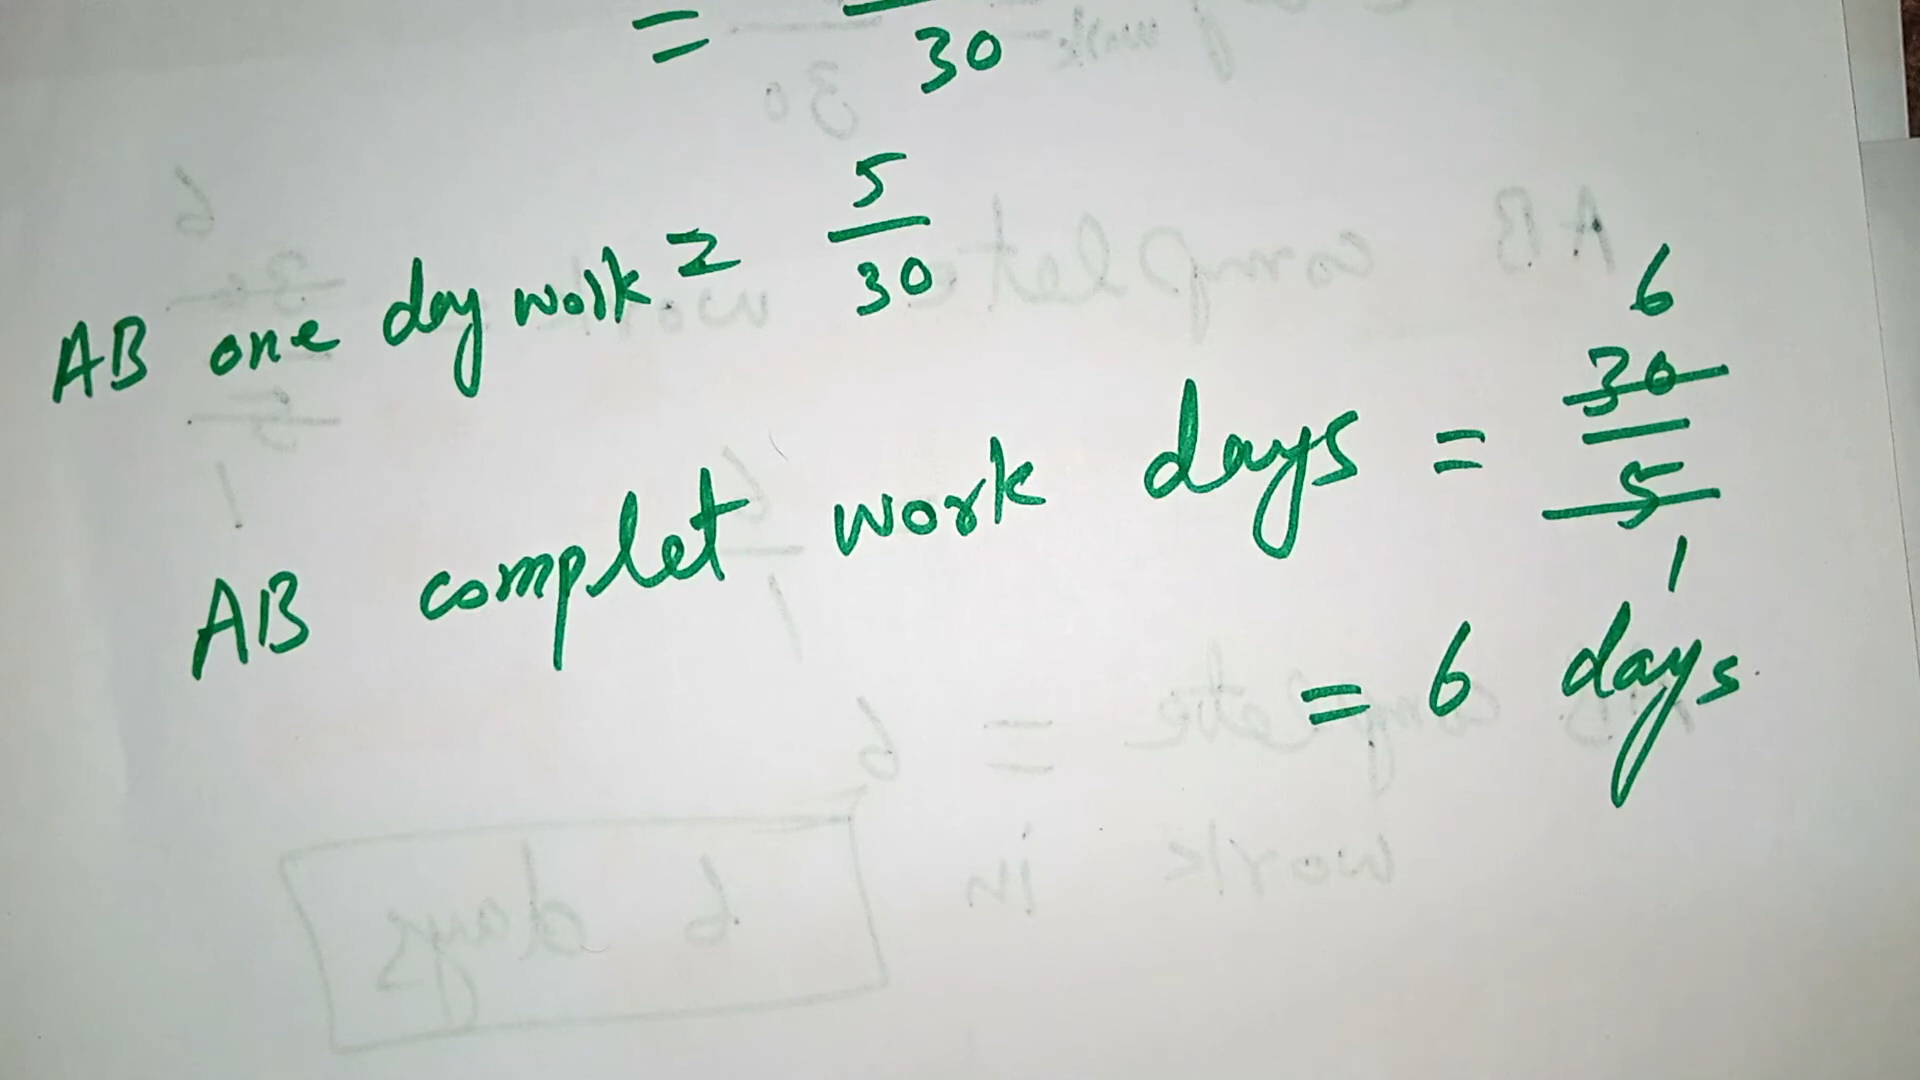 = 30
AB one day work = 5/30
AB complet work days = 30/5 6 1
= 6 days